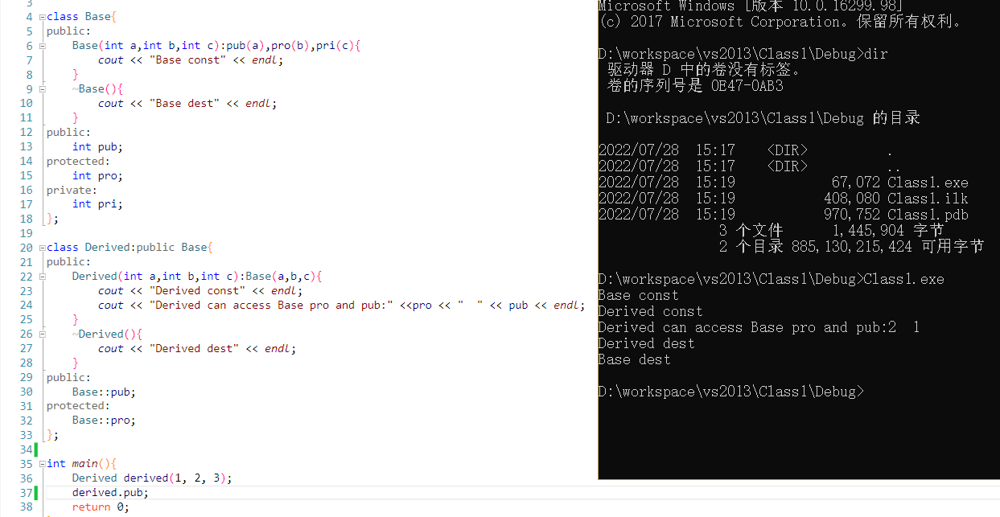 3
4 class Base{
5 public:
6 Base(int a,int b,int c):pub(a),pro(b),pri(c){
7 cout << "Base const" << endl;
8 }
9 ~Base(){
10 cout << "Base dest" << endl;
11 }
12 public:
13 int pub;
14 protected:
15 int pro;
16 private:
17 int pri;
18 };
19
20 class Derived:public Base{
21 public:
22 Derived(int a,int b,int c):Base(a,b,c){
23 cout << "Derived const" << endl;
24 cout << "Derived can access Base pro and pub:" <<pro << "  " << pub << endl;
25 }
26 ~Derived(){
27 cout << "Derived dest" << endl;
28 }
29 public:
30 Base::pub;
31 protected:
32 Base::pro;
33 };
34
35 int main(){
36 Derived derived(1, 2, 3);
37 derived.pub;
38 return 0;
Microsoft Windows [版本 10.0.16299.98]
(c) 2017 Microsoft Corporation。保留所有权利。
D:\workspace\vs2013\Class1\Debug>dir
驱动器 D 中的卷没有标签。
卷的序列号是 0E47-0AB3
D:\workspace\vs2013\Class1\Debug 的目录
2022/07/28  15:17    <DIR>          .
2022/07/28  15:17    <DIR>          ..
2022/07/28  15:19            67,072 Class1.exe
2022/07/28  15:19           408,080 Class1.ilk
2022/07/28  15:19           970,752 Class1.pdb
3 个文件      1,445,904 字节
2 个目录 885,130,215,424 可用字节
D:\workspace\vs2013\Class1\Debug>Class1.exe
Base const
Derived const
Derived can access Base pro and pub:2  1
Derived dest
Base dest
D:\workspace\vs2013\Class1\Debug>